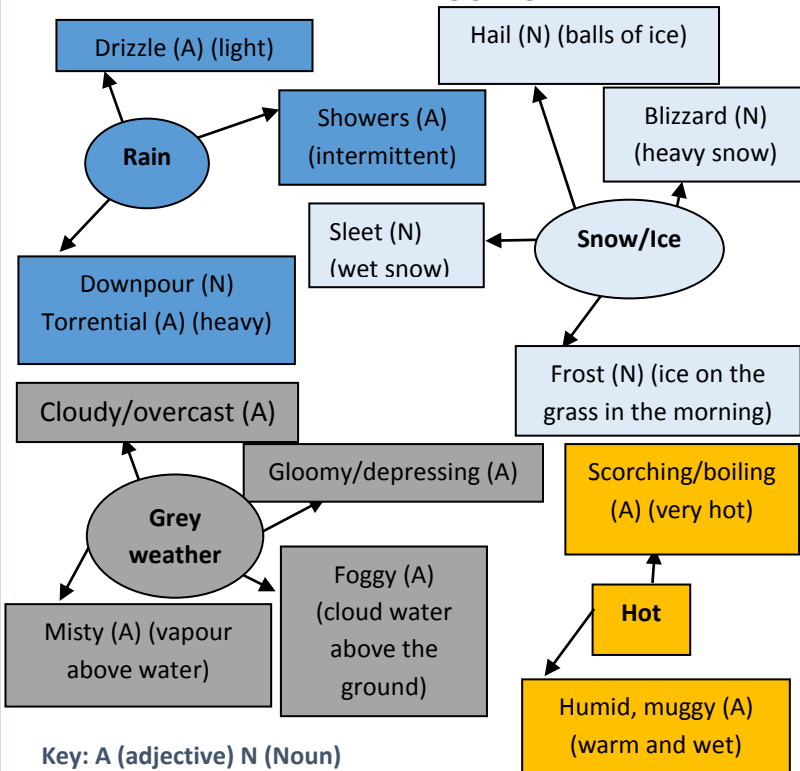 Drizzle (A) (light)
Rain
Showers (A)
(intermittent)
Downpour (N)
Torrential (A) (heavy)
Hail (N) (balls of ice)
Blizzard (N)
(heavy snow)
Sleet (N)
(wet snow)
Snow/Ice
Frost (N) (ice on the
grass in the morning)
Cloudy/overcast (A)
Gloomy/depressing (A)
Grey
weather
Misty (A) (vapour
above water)
Foggy (A)
(cloud water
above the
ground)
Scorching/boiling
(A) (very hot)
Hot
Humid, muggy (A)
(warm and wet)
Key: A (adjective) N (Noun)